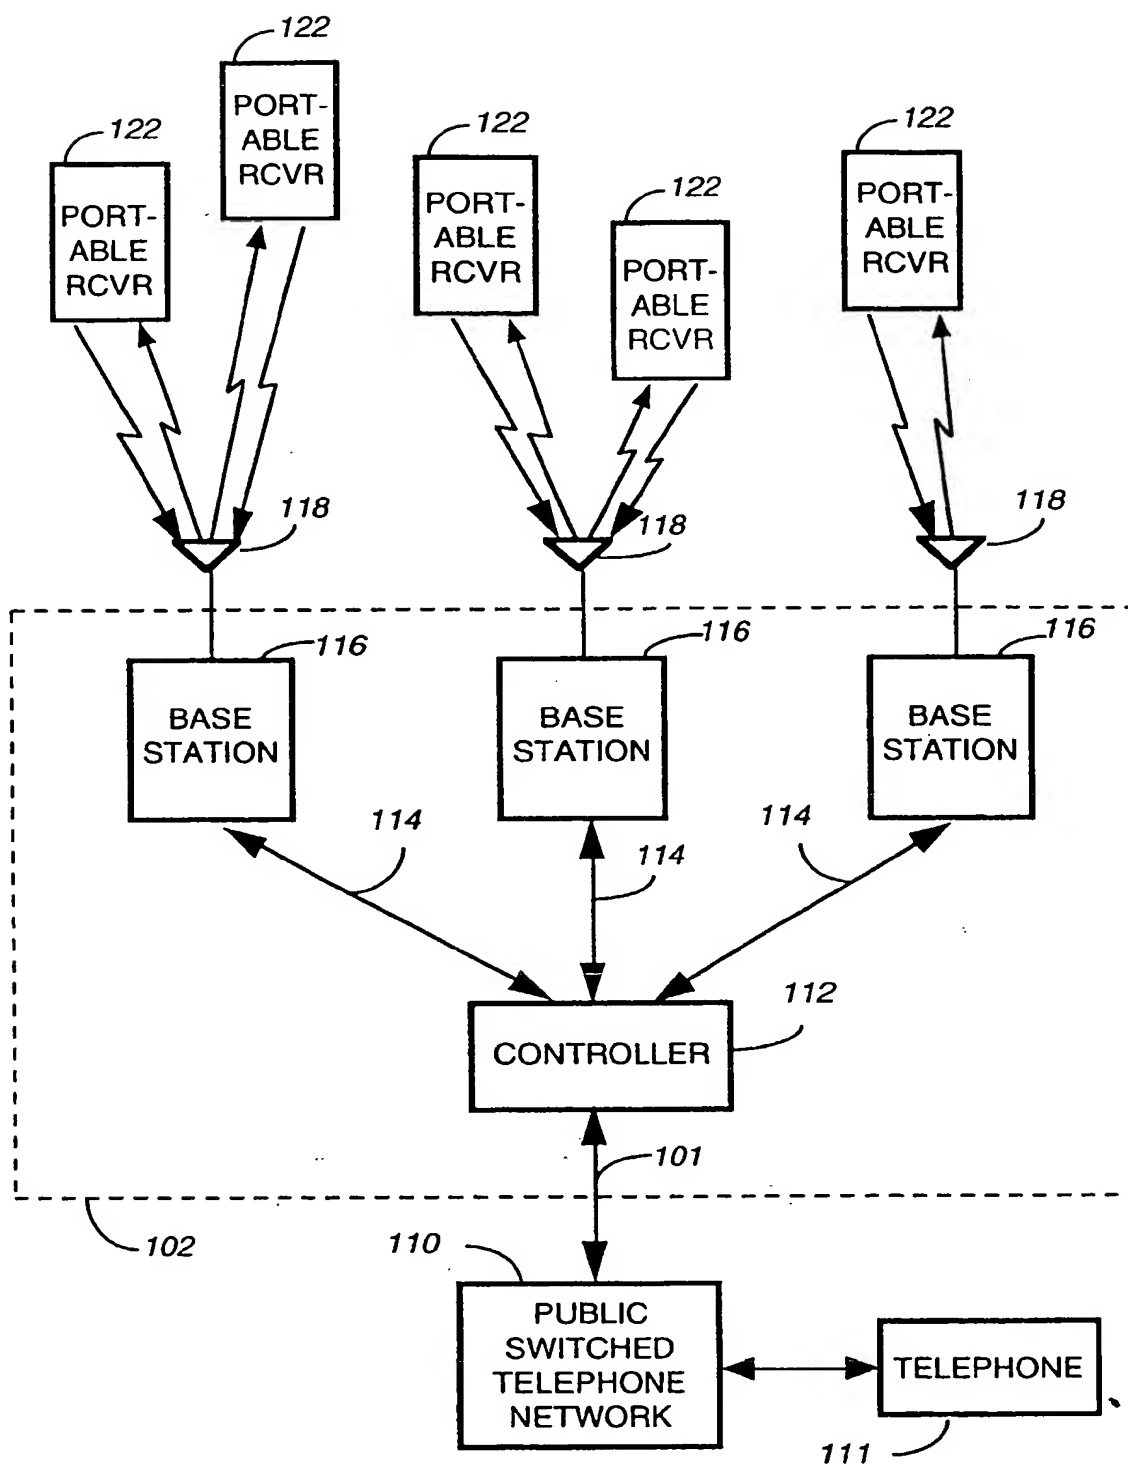 122
122
122
122
122
PORT-
ABLE
RCVR
PORT-
ABLE
RCVR
PORT-
ABLE
RCVR
PORT-
ABLE
RCVR
PORT-
ABLE
RCVR
118
118
118
116
116
116
BASE
STATION
BASE
STATION
BASE
STATION
114
114
114
112
CONTROLLER
101
102
110
PUBLIC
SWITCHED
TELEPHONE
NETWORK
TELEPHONE
111